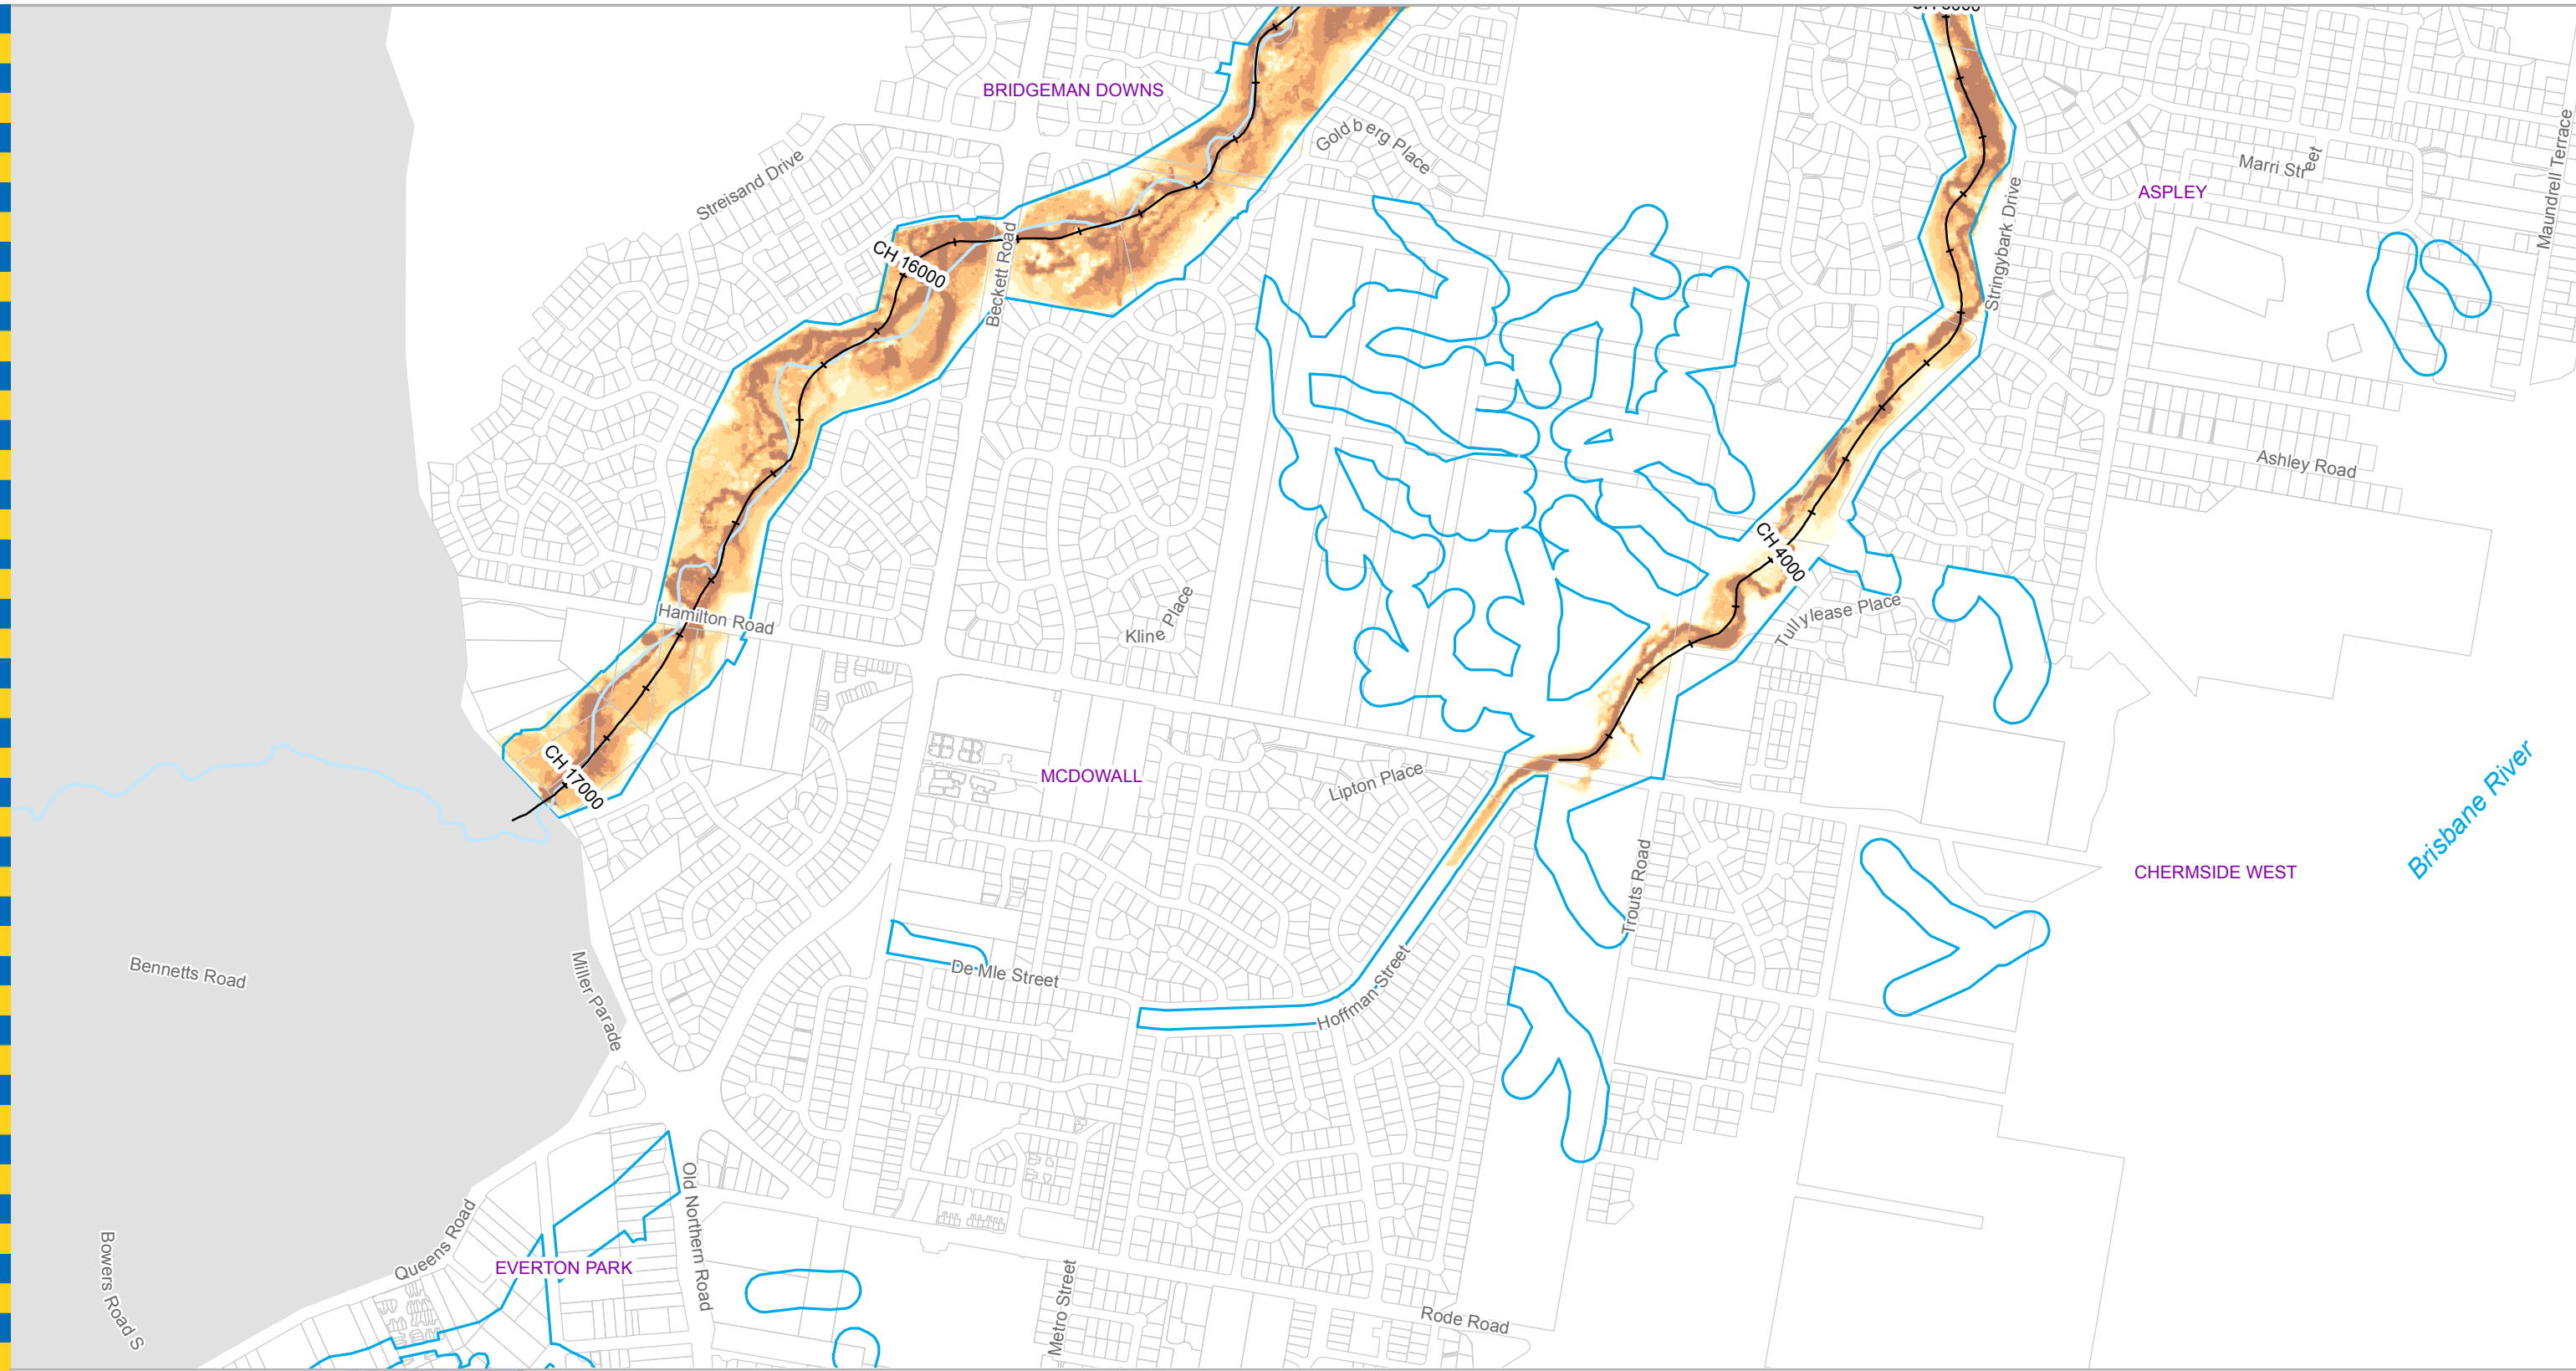 BRIDGEMAN DOWNS
Goldberg Place
Streisand Drive
Marri Street
Maundrell Terrace
ASPLEY
Stringybark Drive
CH 16000
Beckett Road
Ashley Road
CH 4000
Tullylease Place
Hamilton Road
Kline Place
CH 17000
MCDOWALL
Lipton Place
Brisbane River
CHERMSIDE WEST
Trouts Road
Bennetts Road
Miller Parade
De Mle Street
Hoffman Street
Old Northern Road
Queens Road
Bowers Road S
EVERTON PARK
Metro Street
Rode Road